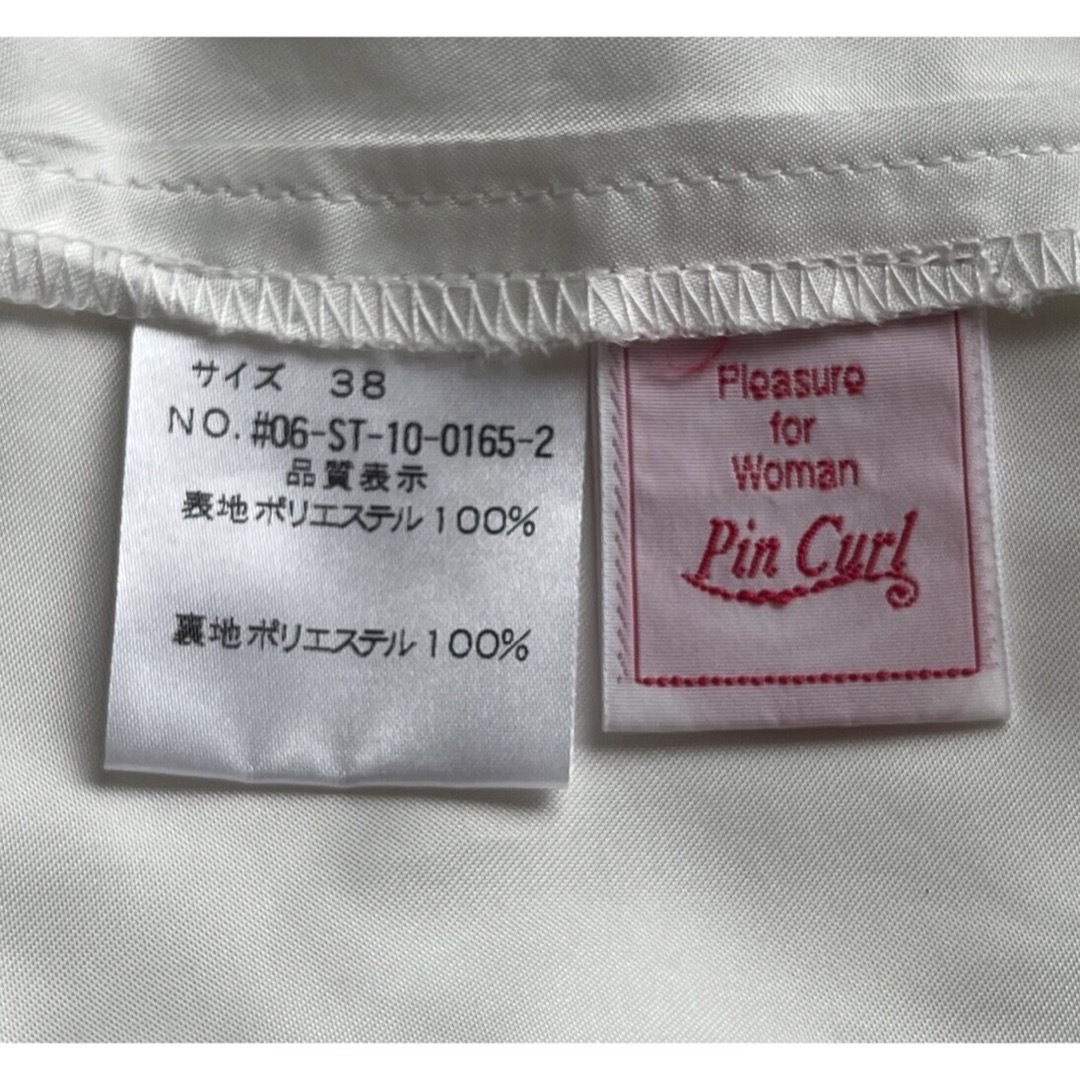 サイズ 38
NO. #06-ST-10-0165-2
品質表示
表地ポリエステル100%
裏地ポリエステル100%
Pleasure
for
Woman
Pin Curl